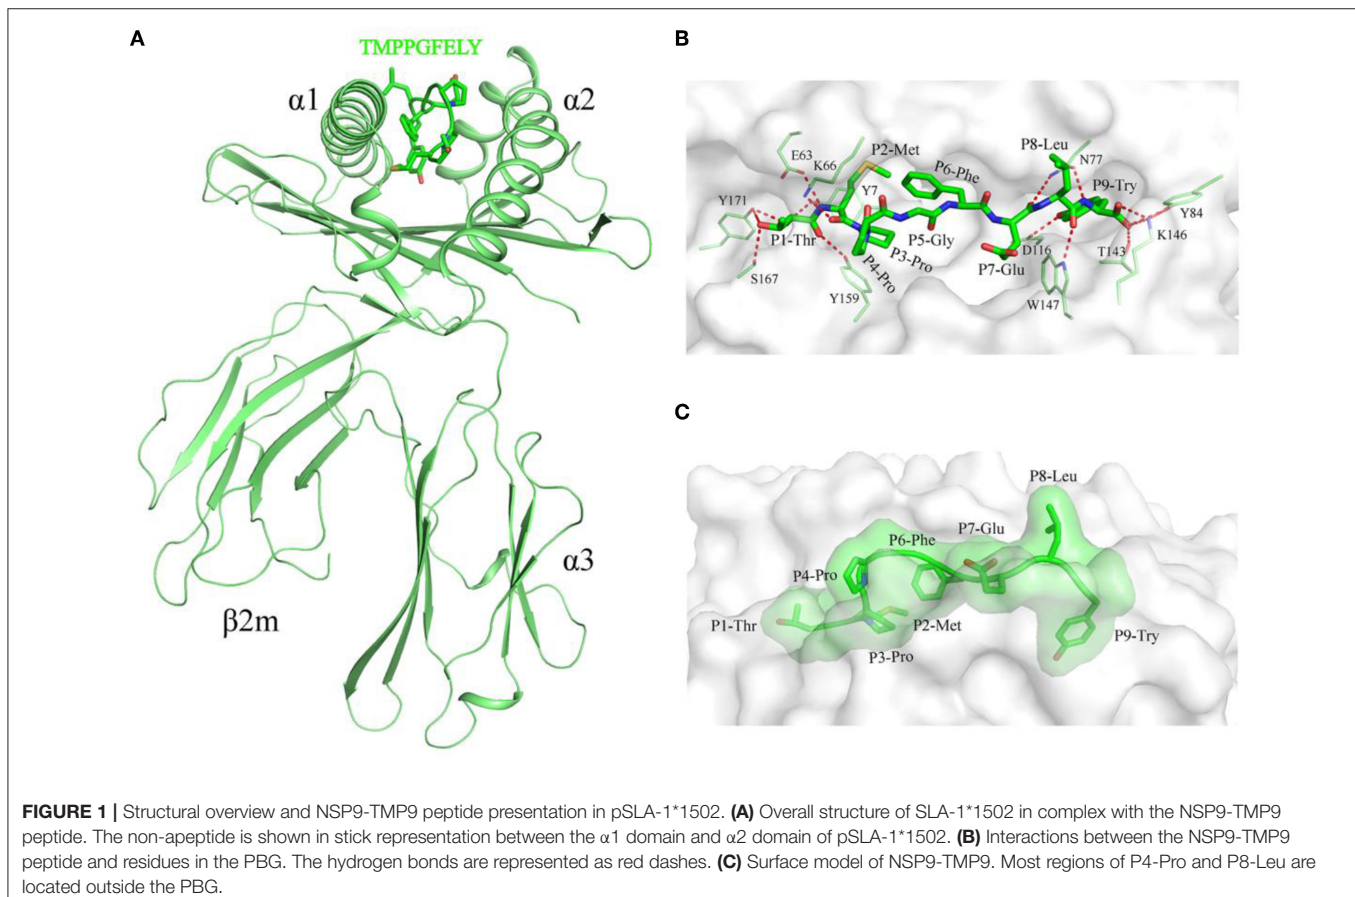 A
TMPPGFELY
α1
α2
β2m
α3
B
E63
K66
P2-Met
Y7
P6-Phe
P8-Leu
N77
P9-Try
Y171
P1-Thr
S167
Y159
P4-Pro
P3-Pro
P5-Gly
P7-Glu
D116
W147
T143
K146
Y84
C
P8-Leu
P7-Glu
P6-Phe
P4-Pro
P1-Thr
P2-Met
P3-Pro
P9-Try
FIGURE 1 | Structural overview and NSP9-TMP9 peptide presentation in pSLA-1*1502. (A) Overall structure of SLA-1*1502 in complex with the NSP9-TMP9
peptide. The non-apeptide is shown in stick representation between the α1 domain and α2 domain of pSLA-1*1502. (B) Interactions between the NSP9-TMP9
peptide and residues in the PBG. The hydrogen bonds are represented as red dashes. (C) Surface model of NSP9-TMP9. Most regions of P4-Pro and P8-Leu are
located outside the PBG.